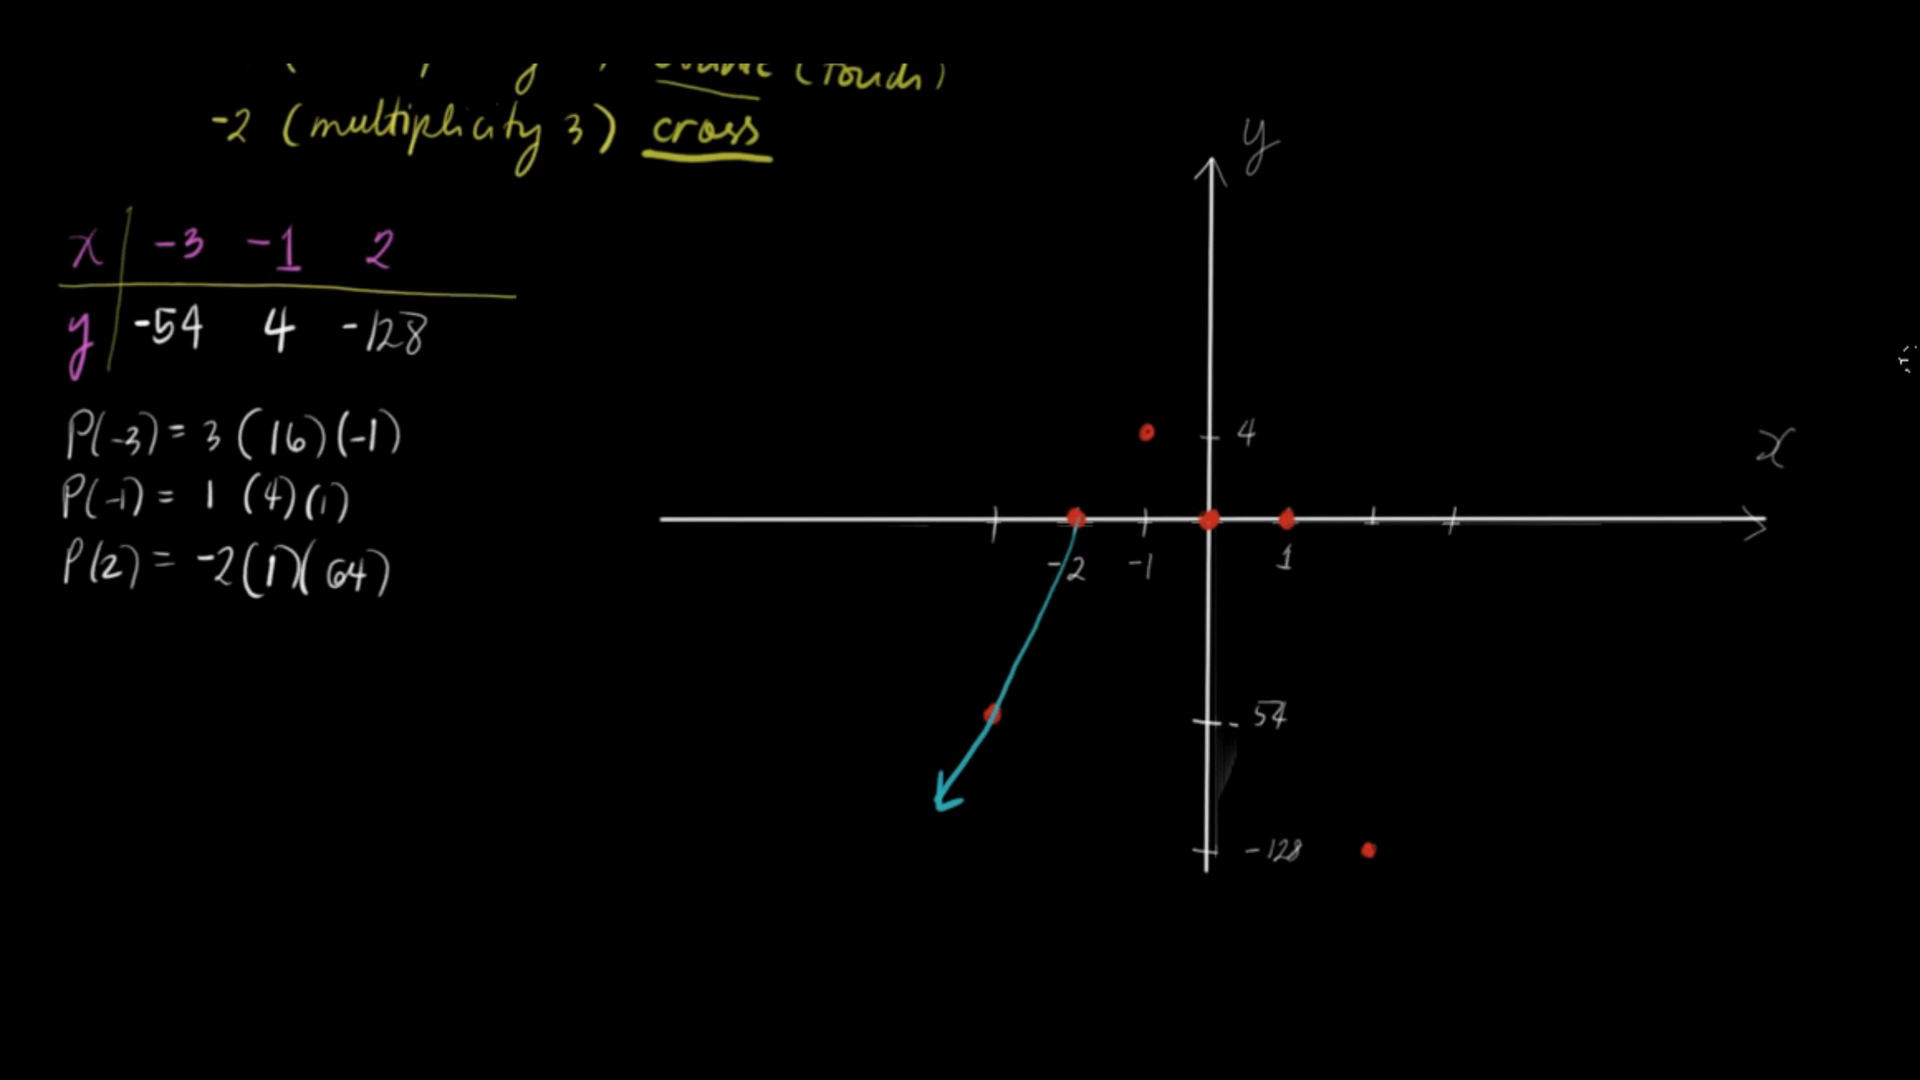 (touch)
-2 (multiplicity 3) cross
x -3 -1 2
y -54 4 -128
P(-3) = 3 (16)(-1)
P(-1) = 1 (4)(1)
P(2) = -2(1)(64)
y
4
x
-2 -1 1
-54
-128